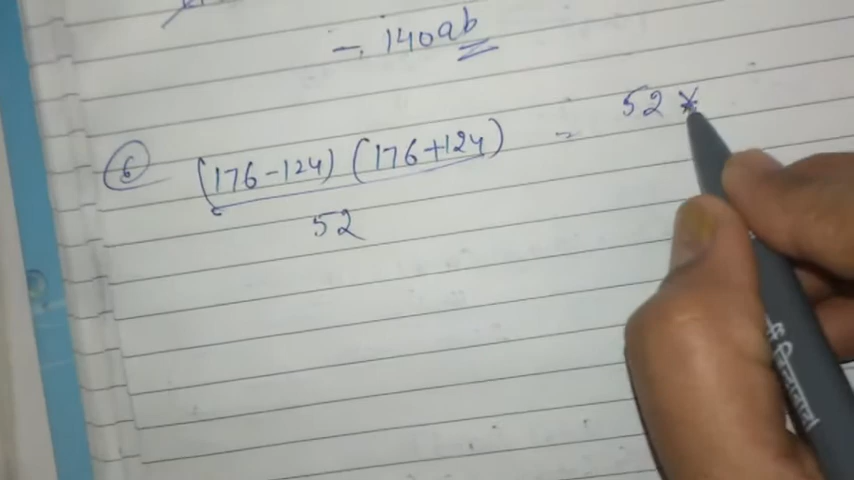 -, 140ab
⑥ (176-124) (176+124) = 52 ×
52